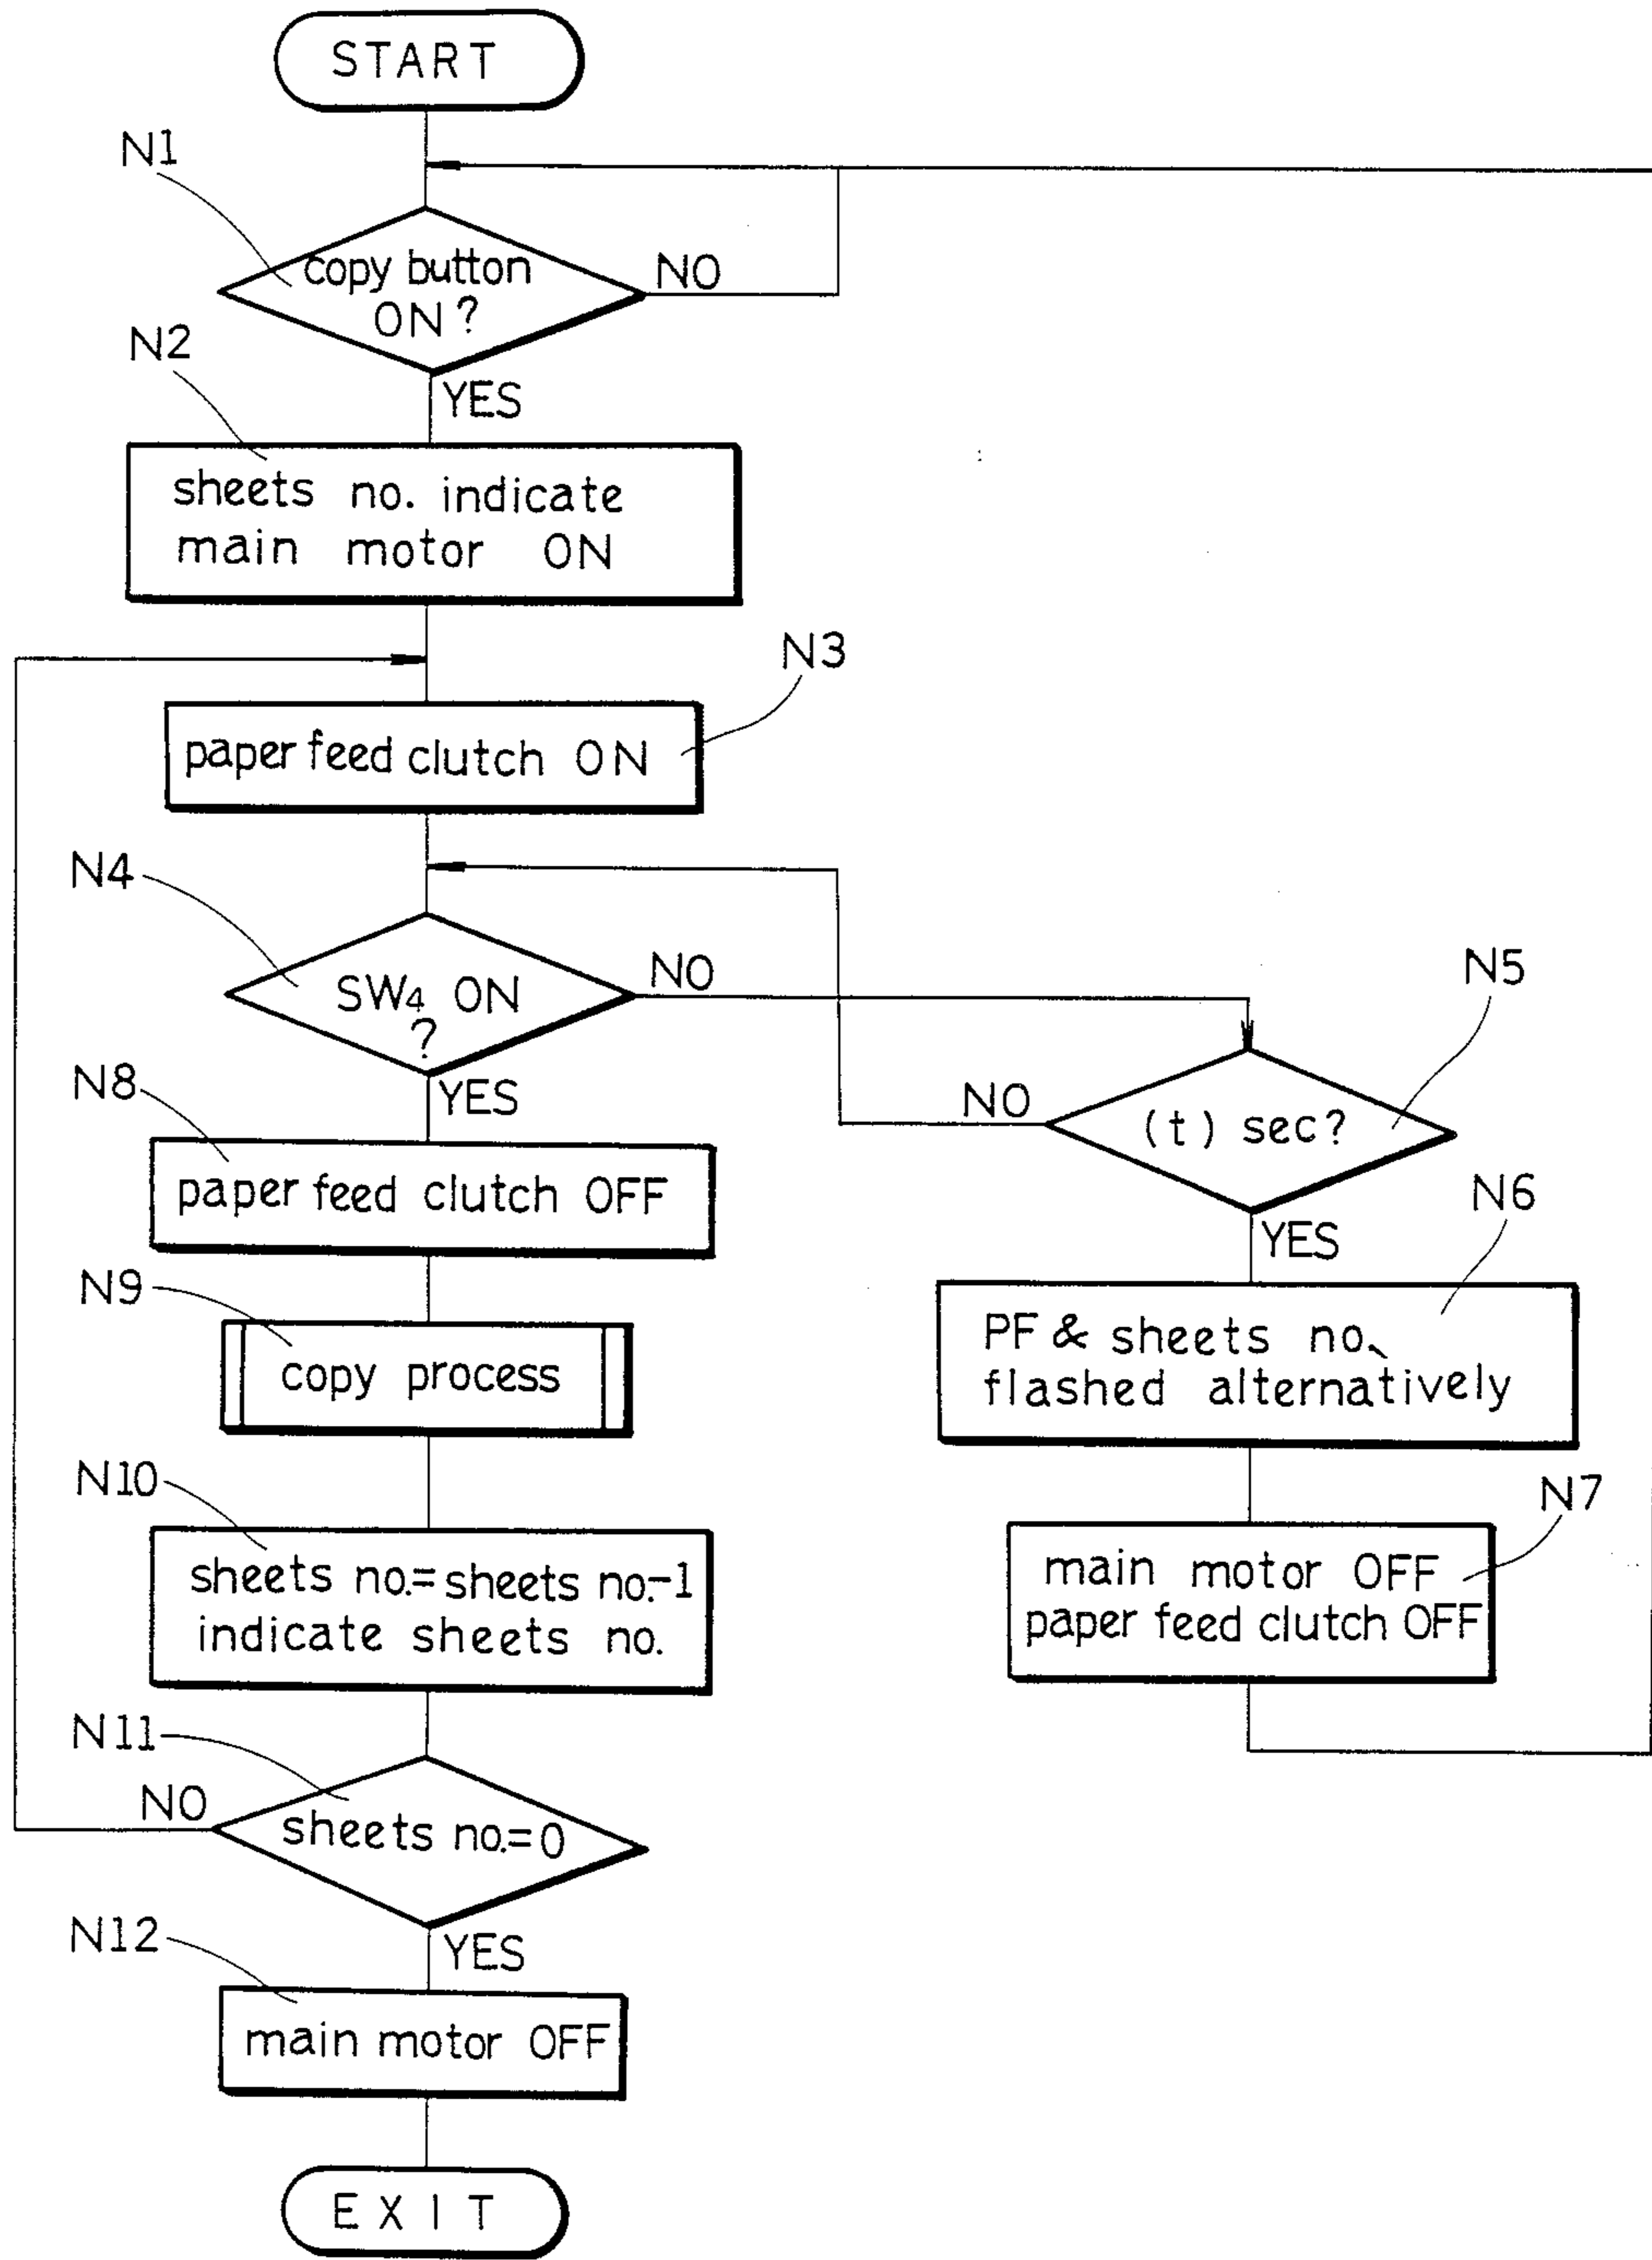 START
N1
copy button
ON?
NO
YES
N2
sheets no. indicate
main motor ON
N3
paper feed clutch ON
N4
SW4 ON
?
NO
YES
N5
(t) sec?
NO
YES
N6
PF & sheets no.
flashed alternatively
N7
main motor OFF
paper feed clutch OFF
N8
paper feed clutch OFF
N9
copy process
N10
sheets no.=sheets no.-1
indicate sheets no.
N11
sheets no.=0
NO
YES
N12
main motor OFF
EXIT